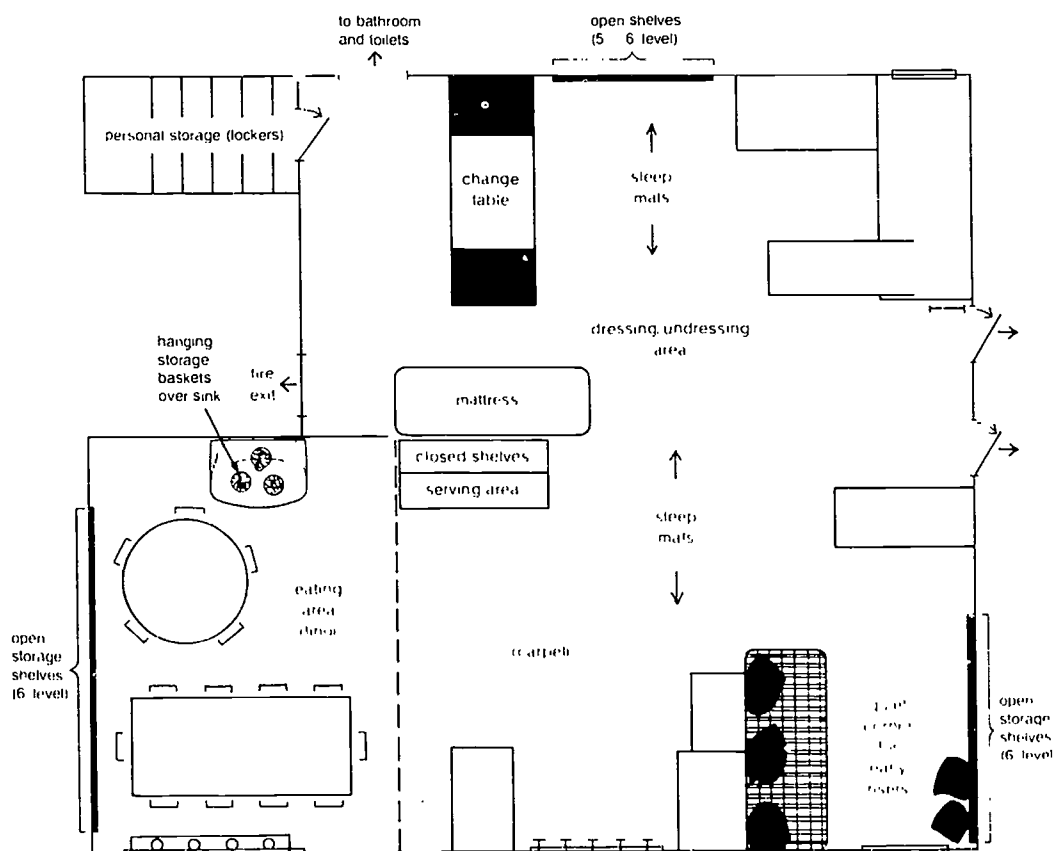 to bathroom
and toilets
open shelves
(5 6 level)
personal storage (lockers)
change
table
sleep
mats
dressing, undressing
area
hanging
storage
baskets
over sink
fire
exit
mattress
closed shelves
serving area
sleep
mats
eating
area
open
storage
shelves
(6 level)
early
risers
open
storage
shelves
(6 level